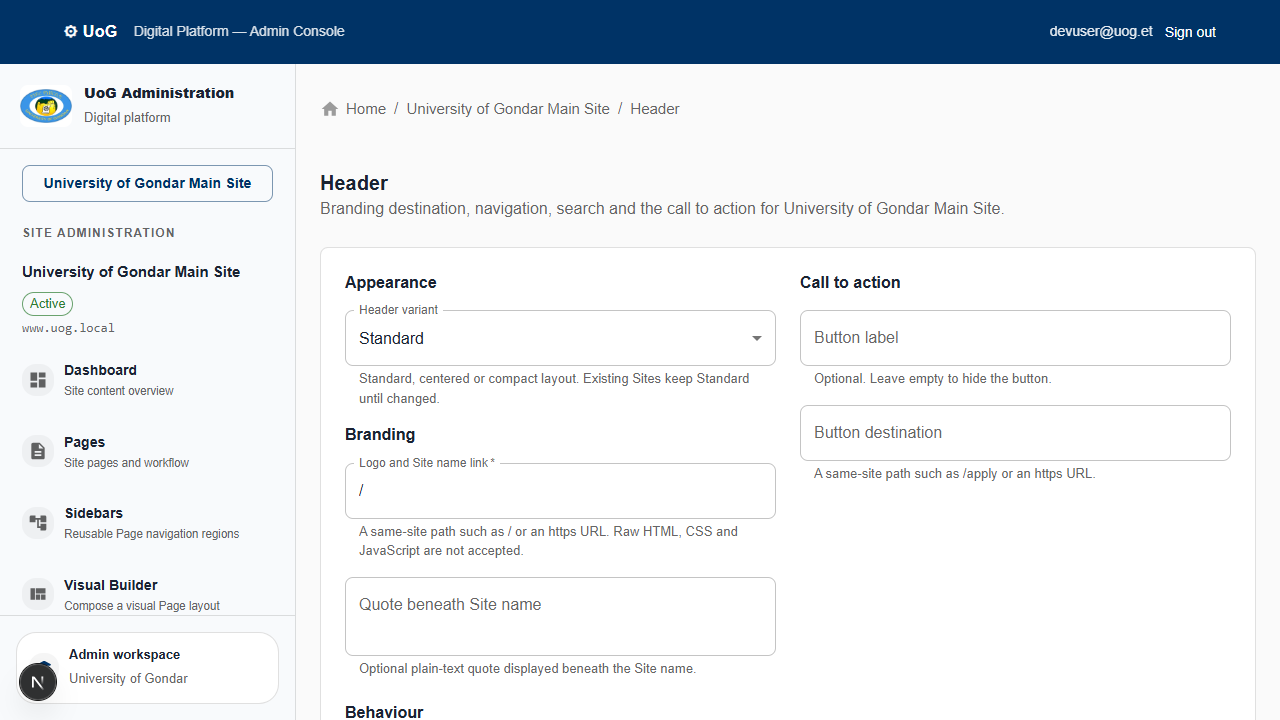 UoG
Digital Platform — Admin Console
devuser@uog.et
Sign out
UoG Administration
Digital platform
University of Gondar Main Site
SITE ADMINISTRATION
University of Gondar Main Site
Active
www.uog.local
Dashboard
Site content overview
Pages
Site pages and workflow
Sidebars
Reusable Page navigation regions
Visual Builder
Compose a visual Page layout
Admin workspace
University of Gondar
N
Home / University of Gondar Main Site / Header
Header
Branding destination, navigation, search and the call to action for University of Gondar Main Site.
Appearance
Header variant
Standard
Standard, centered or compact layout. Existing Sites keep Standard
until changed.
Branding
Logo and Site name link *
/
A same-site path such as / or an https URL. Raw HTML, CSS and
JavaScript are not accepted.
Quote beneath Site name
Optional plain-text quote displayed beneath the Site name.
Behaviour
Call to action
Button label
Optional. Leave empty to hide the button.
Button destination
A same-site path such as /apply or an https URL.